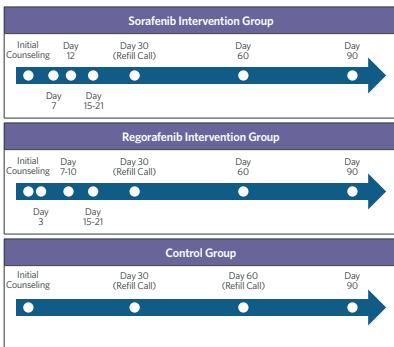 Sorafenib Intervention Group
Initial
Counseling
Day
12
Day 30
(Refill Call)
Day
60
Day
90
Day
7
Day
15-21
Regorafenib Intervention Group
Initial
Counseling
Day
7-10
Day 30
(Refill Call)
Day
60
Day
90
Day
3
Day
15-21
Control Group
Initial
Counseling
Day 30
(Refill Call)
Day 60
(Refill Call)
Day
90